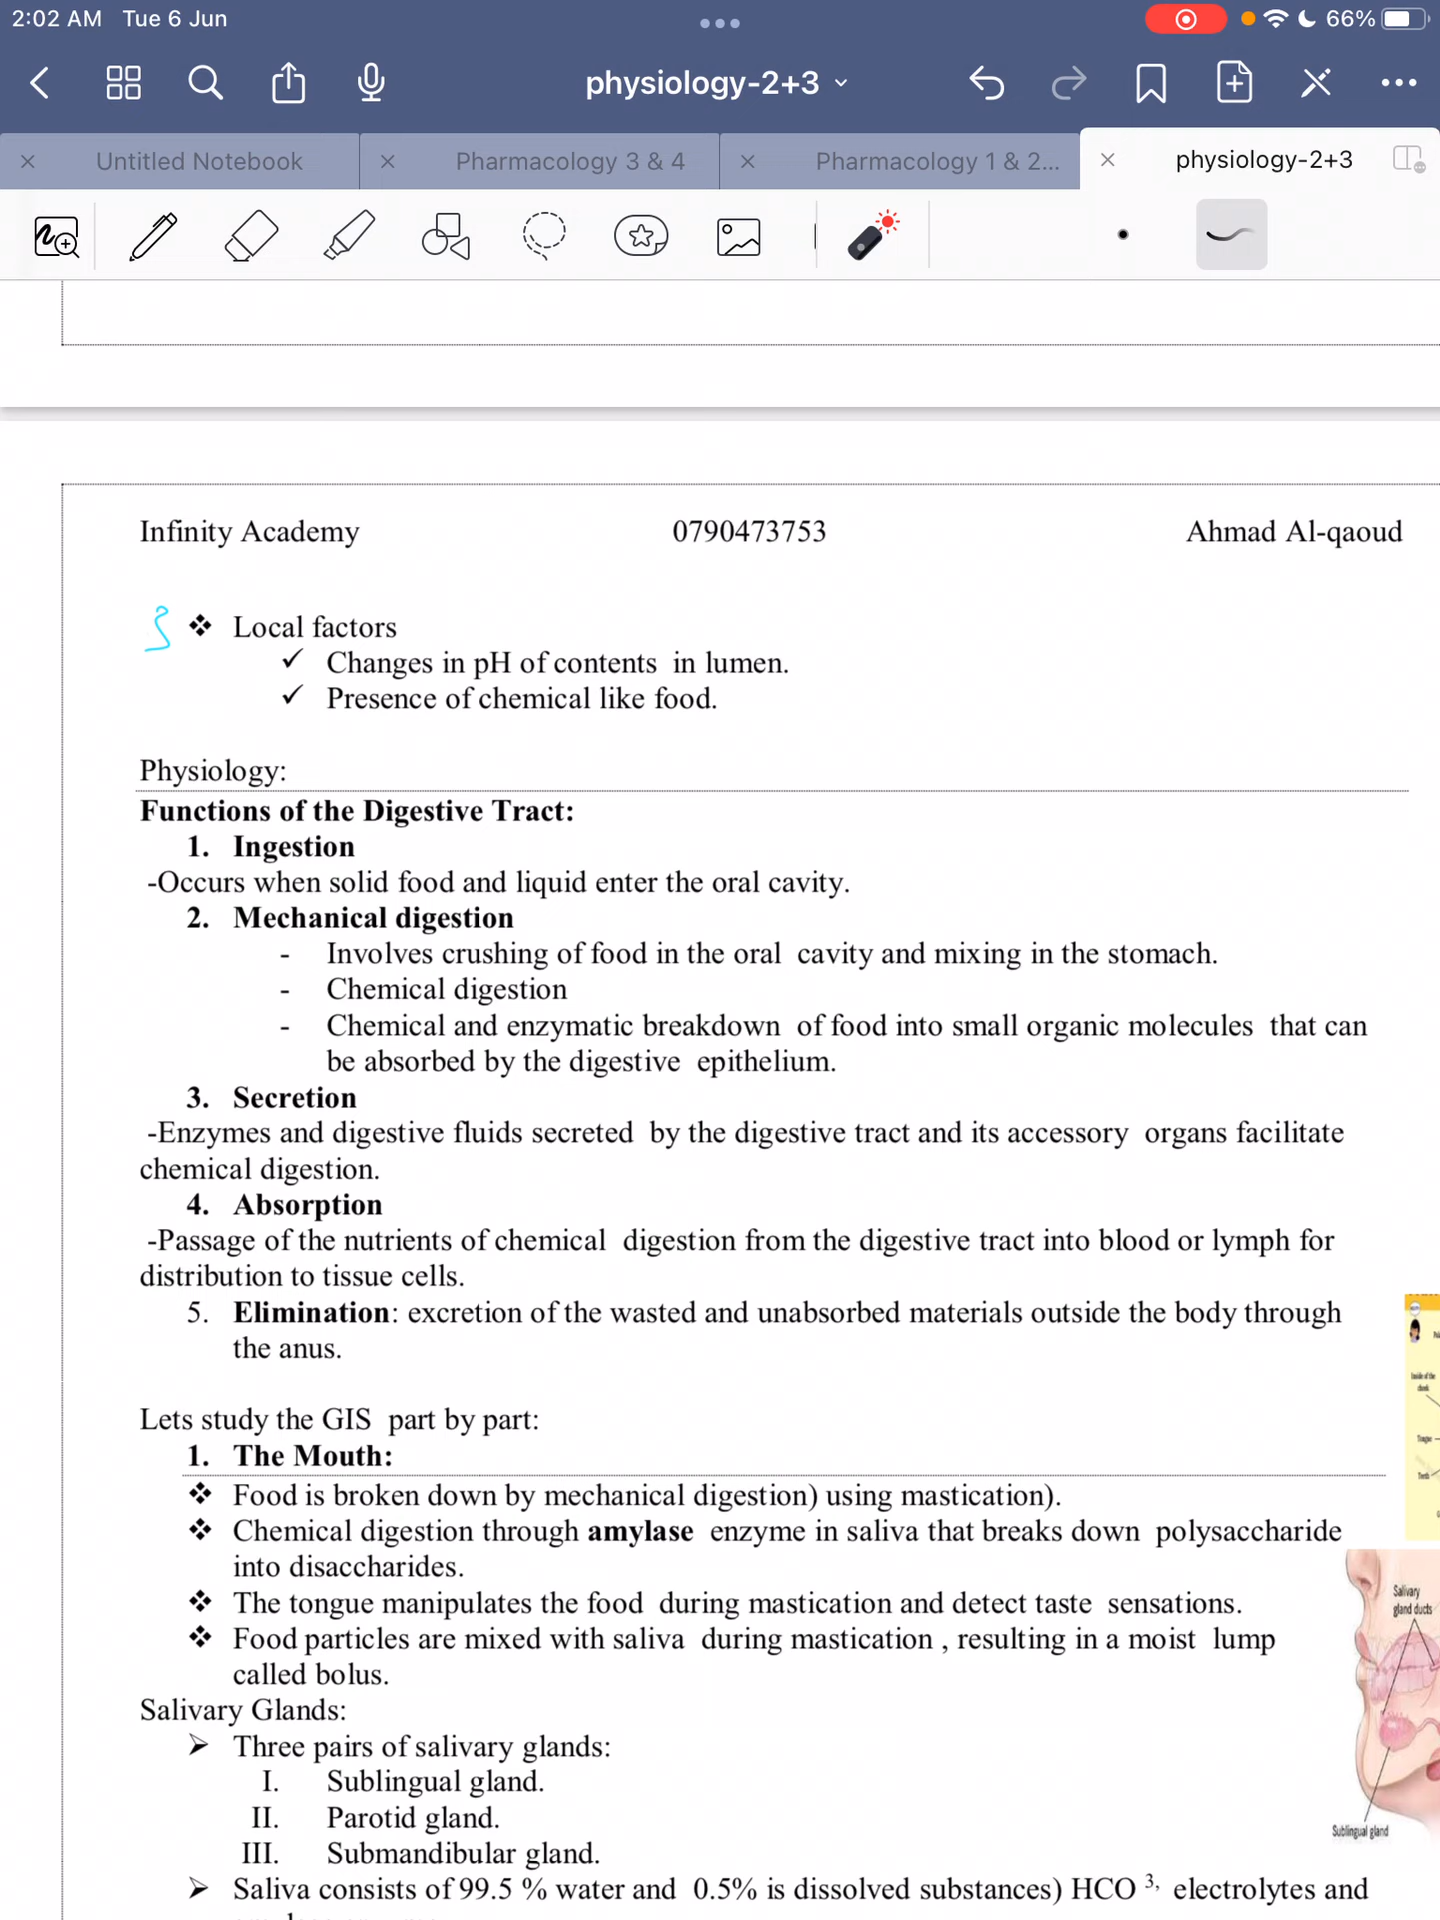 2:02 AM Tue 6 Jun
66%
physiology-2+3
Untitled Notebook
Pharmacology 3 & 4
Pharmacology 1 & 2...
physiology-2+3
Infinity Academy 0790473753 Ahmad Al-qaoud
❖ Local factors
✓ Changes in pH of contents in lumen.
✓ Presence of chemical like food.
Physiology:
Functions of the Digestive Tract:
1. Ingestion
-Occurs when solid food and liquid enter the oral cavity.
2. Mechanical digestion
- Involves crushing of food in the oral cavity and mixing in the stomach.
- Chemical digestion
- Chemical and enzymatic breakdown of food into small organic molecules that can
be absorbed by the digestive epithelium.
3. Secretion
-Enzymes and digestive fluids secreted by the digestive tract and its accessory organs facilitate
chemical digestion.
4. Absorption
-Passage of the nutrients of chemical digestion from the digestive tract into blood or lymph for
distribution to tissue cells.
5. Elimination: excretion of the wasted and unabsorbed materials outside the body through
the anus.
Lets study the GIS part by part:
1. The Mouth:
❖ Food is broken down by mechanical digestion) using mastication).
❖ Chemical digestion through amylase enzyme in saliva that breaks down polysaccharide
into disaccharides.
❖ The tongue manipulates the food during mastication and detect taste sensations.
❖ Food particles are mixed with saliva during mastication , resulting in a moist lump
called bolus.
Salivary Glands:
➢ Three pairs of salivary glands:
I. Sublingual gland.
II. Parotid gland.
III. Submandibular gland.
➢ Saliva consists of 99.5 % water and 0.5% is dissolved substances) HCO 3, electrolytes and
Inside of the
cheek
Tongue
Teeth
Salivary
gland ducts
Sublingual gland